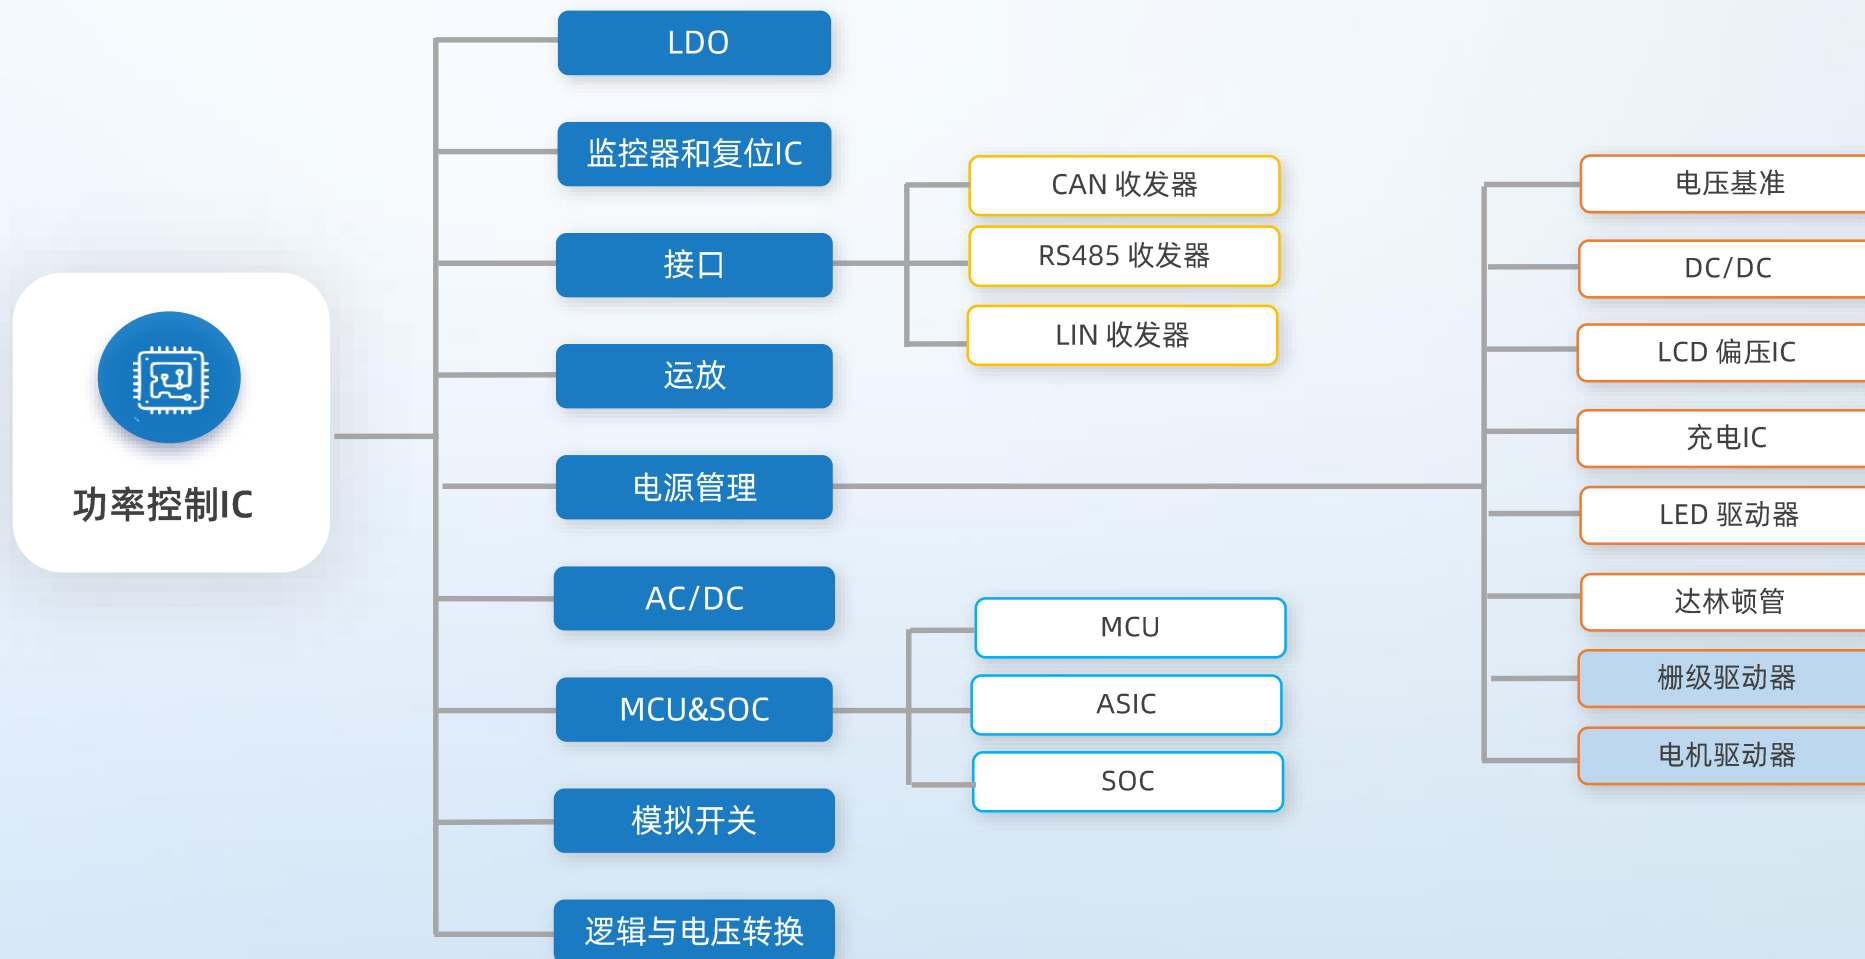 功率控制IC
LDO
监控器和复位IC
接口
运放
电源管理
AC/DC
MCU&SOC
模拟开关
逻辑与电压转换
CAN 收发器
RS485 收发器
LIN 收发器
MCU
ASIC
SOC
电压基准
DC/DC
LCD 偏压IC
充电IC
LED 驱动器
达林顿管
栅级驱动器
电机驱动器